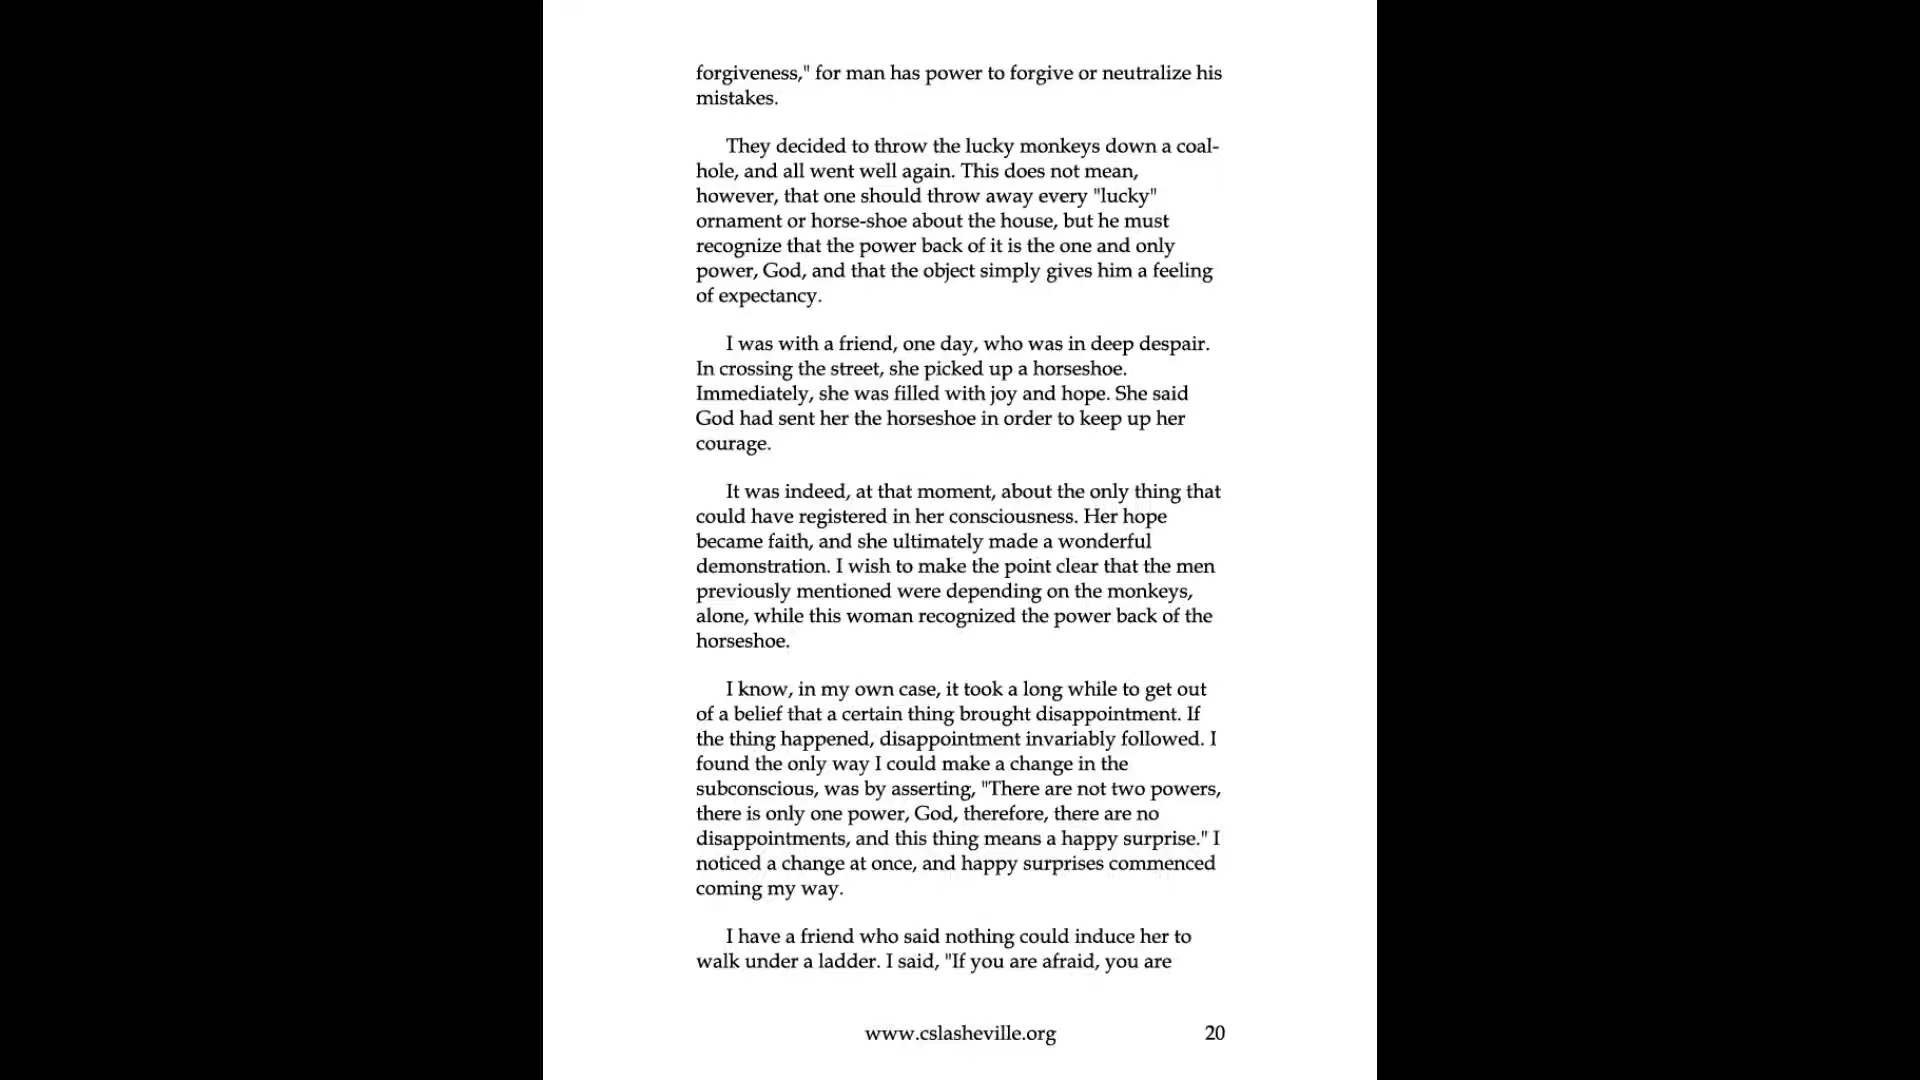 forgiveness," for man has power to forgive or neutralize his
mistakes.
They decided to throw the lucky monkeys down a coal-
hole, and all went well again. This does not mean,
however, that one should throw away every "lucky"
ornament or horse-shoe about the house, but he must
recognize that the power back of it is the one and only
power, God, and that the object simply gives him a feeling
of expectancy.
I was with a friend, one day, who was in deep despair.
In crossing the street, she picked up a horseshoe.
Immediately, she was filled with joy and hope. She said
God had sent her the horseshoe in order to keep up her
courage.
It was indeed, at that moment, about the only thing that
could have registered in her consciousness. Her hope
became faith, and she ultimately made a wonderful
demonstration. I wish to make the point clear that the men
previously mentioned were depending on the monkeys,
alone, while this woman recognized the power back of the
horseshoe.
I know, in my own case, it took a long while to get out
of a belief that a certain thing brought disappointment. If
the thing happened, disappointment invariably followed. I
found the only way I could make a change in the
subconscious, was by asserting, "There are not two powers,
there is only one power, God, therefore, there are no
disappointments, and this thing means a happy surprise." I
noticed a change at once, and happy surprises commenced
coming my way.
I have a friend who said nothing could induce her to
walk under a ladder. I said, "If you are afraid, you are
www.cslasheville.org 20